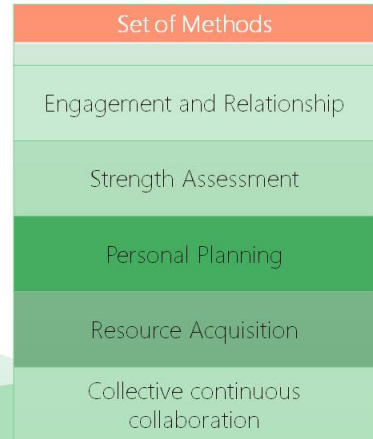 Set of Methods
Engagement and Relationship
Strength Assessment
Personal Planning
Resource Acquisition
Collective continuous
collaboration